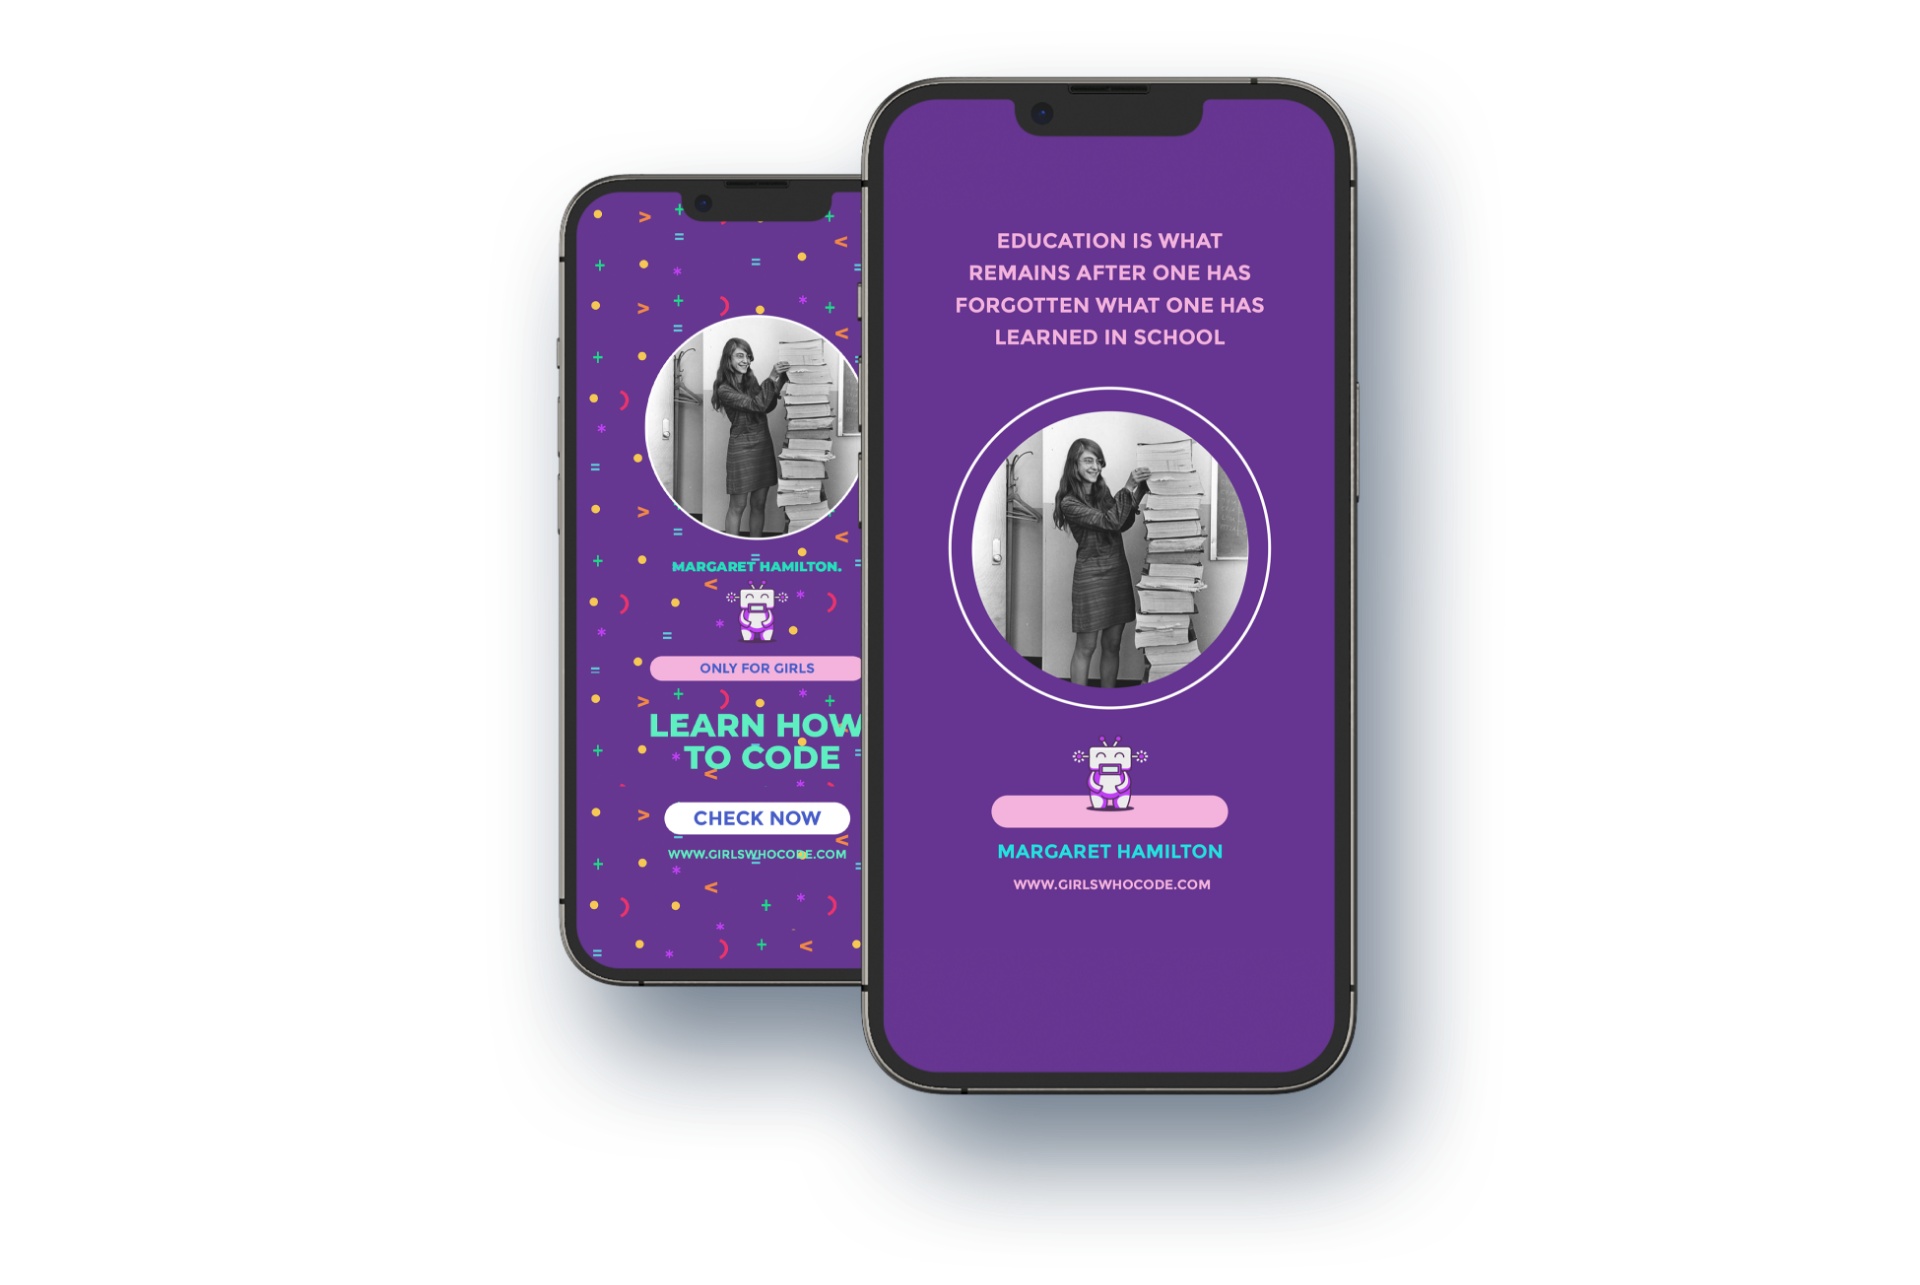 MARGARET HAMILTON.
ONLY FOR GIRLS
LEARN HOW
TO CODE
CHECK NOW
WWW.GIRLSWHOCODE.COM
EDUCATION IS WHAT
REMAINS AFTER ONE HAS
FORGOTTEN WHAT ONE HAS
LEARNED IN SCHOOL
MARGARET HAMILTON
WWW.GIRLSWHOCODE.COM